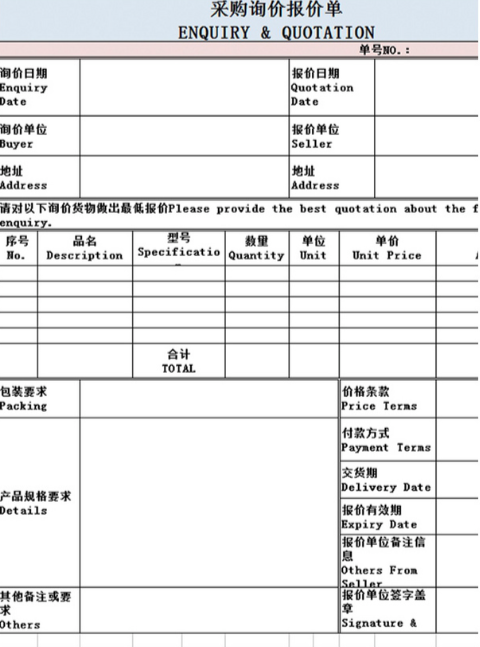 采购询价报价单
ENQUIRY & QUOTATION
单号NO.:
询价日期
Enquiry
Date
报价日期
Quotation
Date
询价单位
Buyer
报价单位
Seller
地址
Address
地址
Address
请对以下询价货物做出最低报价Please provide the best quotation about the f
enquiry.
序号
No.
品名
Description
型号
Specificatio
数量
Quantity
单位
Unit
单价
Unit Price
A
合计
TOTAL
包装要求
Packing
价格条款
Price Terms
付款方式
Payment Terms
交货期
Delivery Date
产品规格要求
Details
报价有效期
Expiry Date
报价单位备注信
息
Others From
Seller
其他备注或要
求
Others
报价单位签字盖
章
Signature &